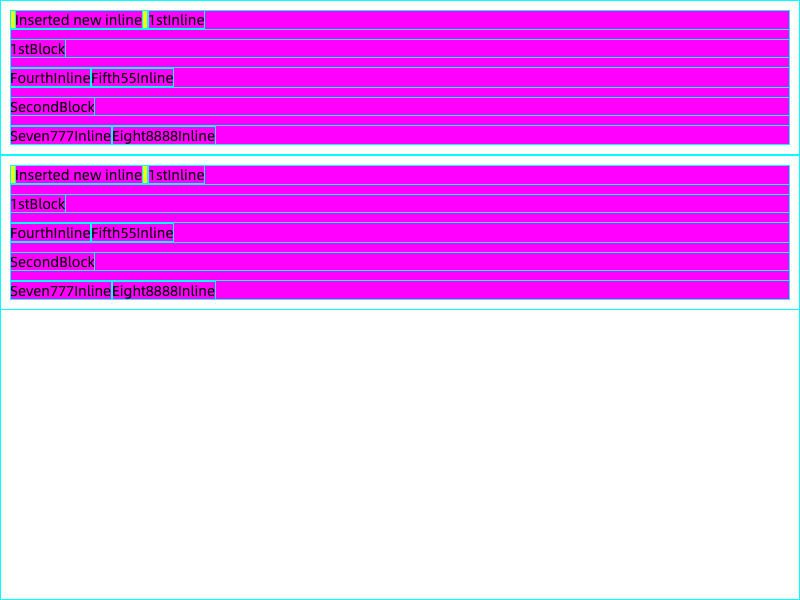 Inserted new inline 1stInline
1stBlock
FourthInlineFifth55Inline
SecondBlock
Seven777InlineEight8888Inline
Inserted new inline 1stInline
1stBlock
FourthInlineFifth55Inline
SecondBlock
Seven777InlineEight8888Inline